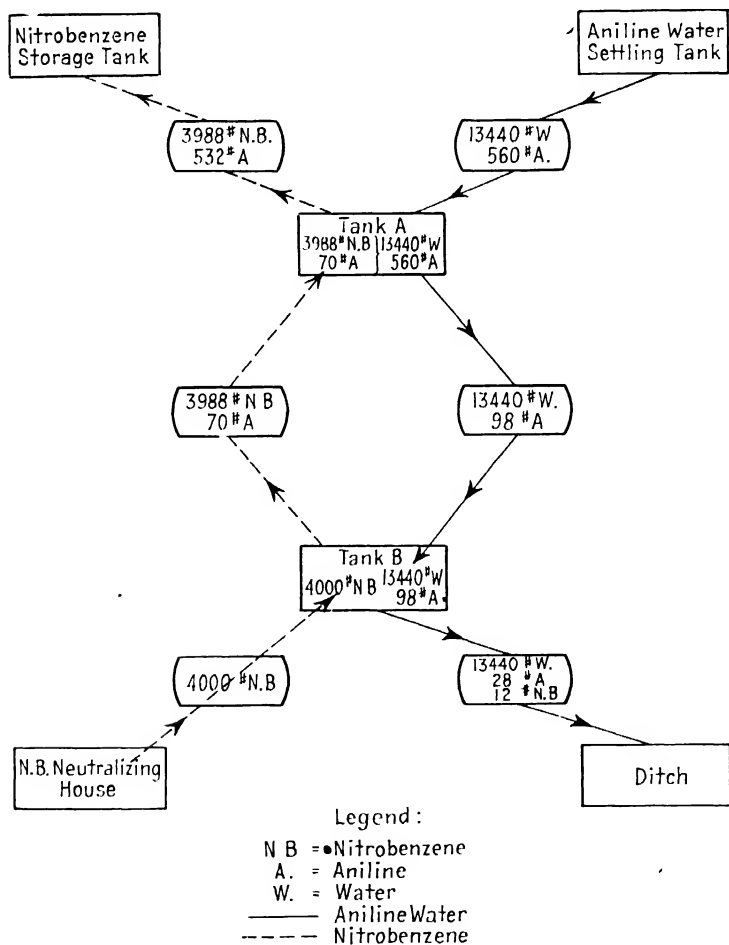 Nitrobenzene
Storage Tank
Aniline Water
Settling Tank
3988# N.B.
532# A
13440# W
560# A.
Tank A
3988# N.B
70# A
13440# W
560# A
3988# N B
70# A
13440# W.
98# A
Tank B
4000# N B
13440# W
98# A.
4000 # N.B
13440 # W.
28 # A
12 # N.B
N.B. Neutralizing
House
Ditch
Legend :
N B = Nitrobenzene
A. = Aniline
W. = Water
Aniline Water
Nitrobenzene